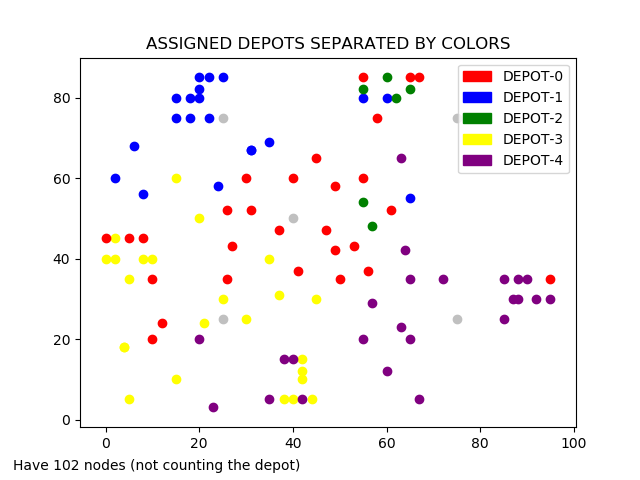 ASSIGNED DEPOTS SEPARATED BY COLORS
DEPOT-0
DEPOT-1
DEPOT-2
DEPOT-3
DEPOT-4
80
60
40
20
0
0 20 40 60 80 100
Have 102 nodes (not counting the depot)